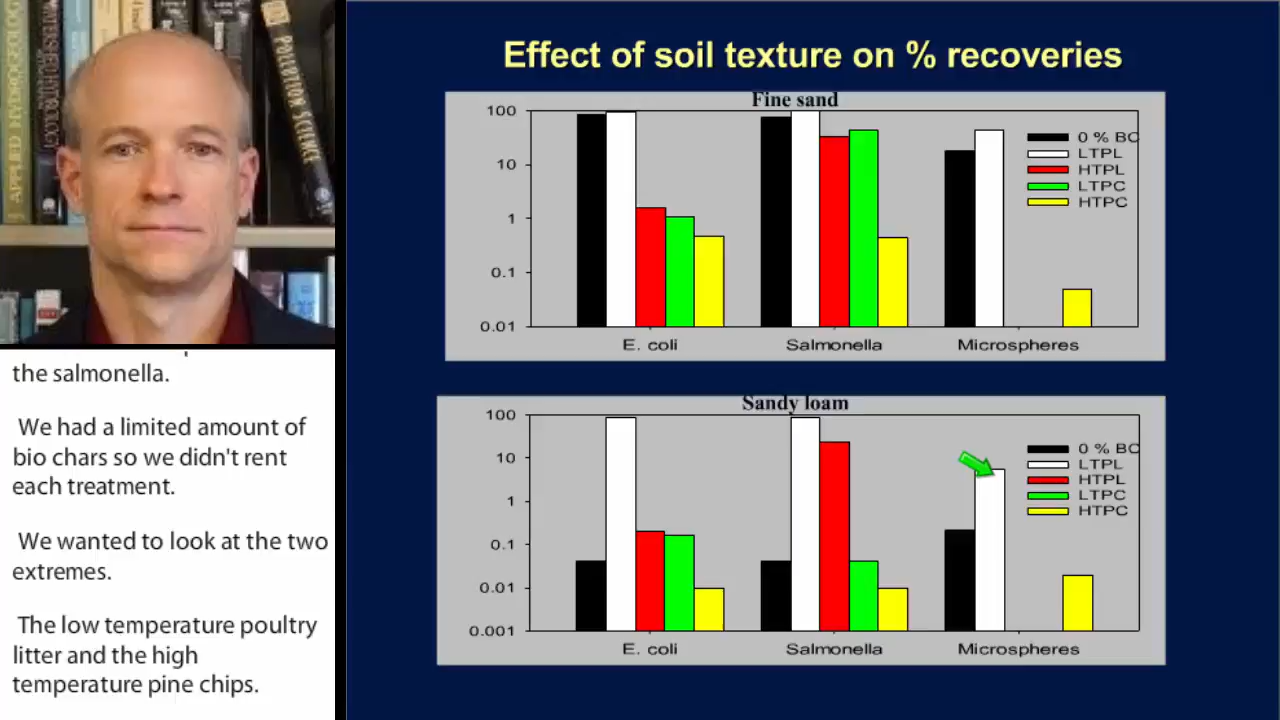 APPLIED HYDROGEOLOGY
POLLUTION SCIENCE
the salmonella.
We had a limited amount of
bio chars so we didn't rent
each treatment.
We wanted to look at the two
extremes.
The low temperature poultry
litter and the high
temperature pine chips.
Effect of soil texture on % recoveries
Fine sand
100
10
1
0.1
0.01
E. coli
Salmonella
Microspheres
0 % BC
LTPL
HTPL
LTPC
HTPC
Sandy loam
100
10
1
0.1
0.01
0.001
E. coli
Salmonella
Microspheres
0 % BC
LTPL
HTPL
LTPC
HTPC